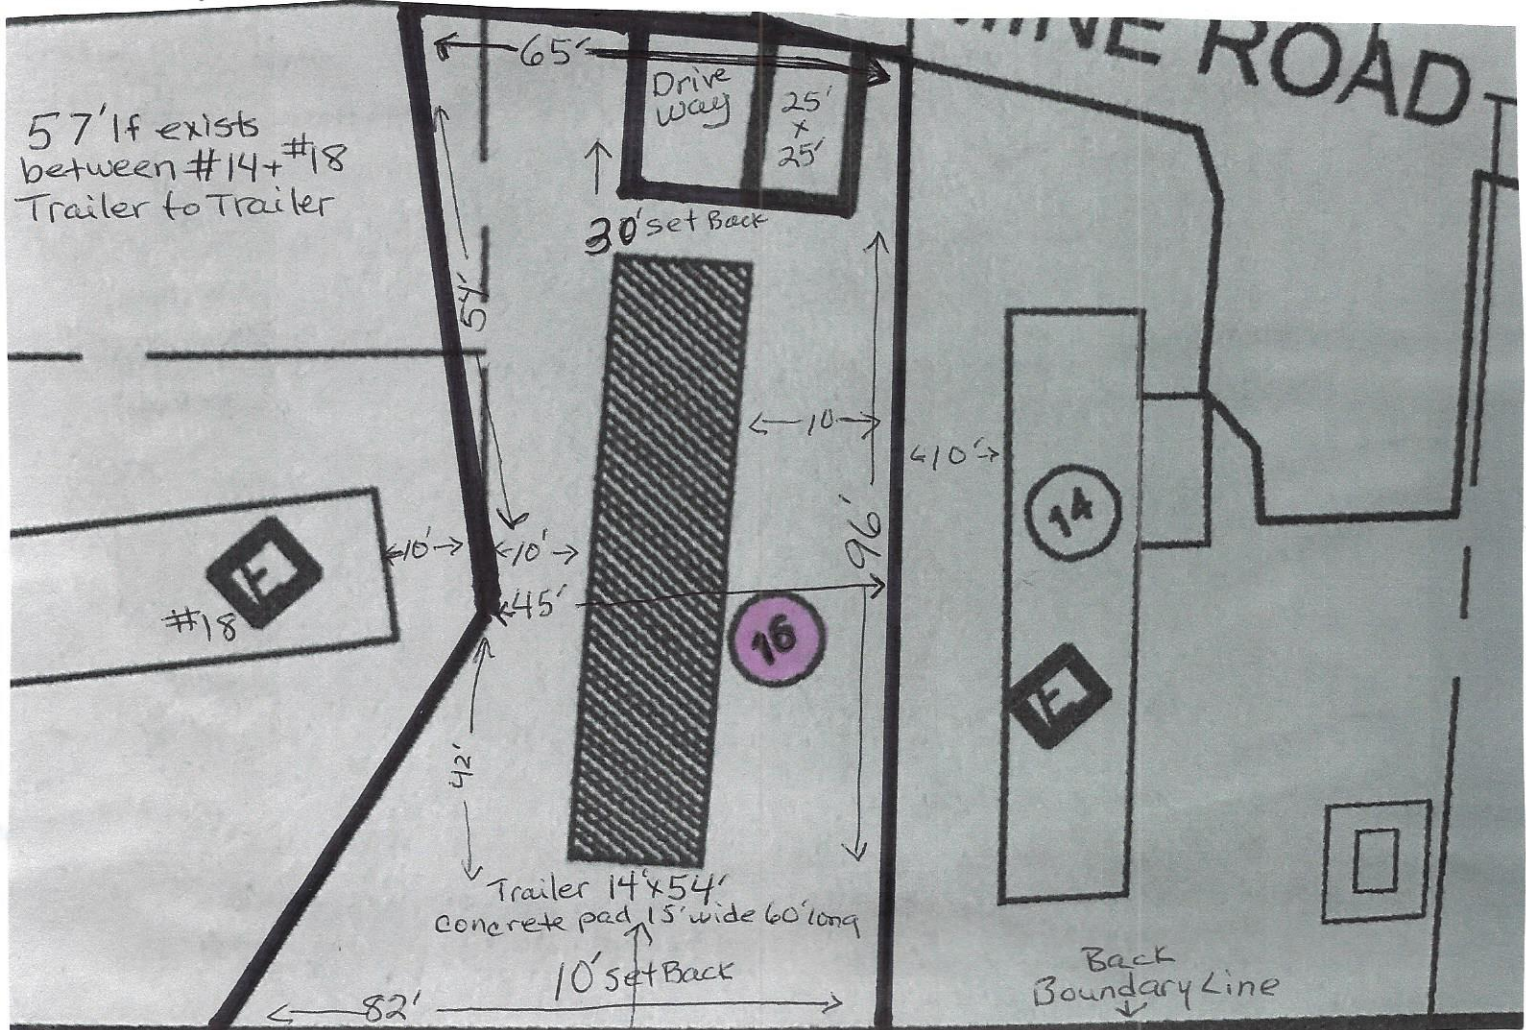 MINE ROAD
65'
Drive
way
25'
x
25'
57' If exists
between #14+#18
Trailer to Trailer
30' set Back
54'
10
10'
14
96'
10'
10'
E
#18
45'
16
E
42'
Trailer 14'x54'
concrete pad 15' wide 60' long
10' set Back
82'
Back
Boundary Line